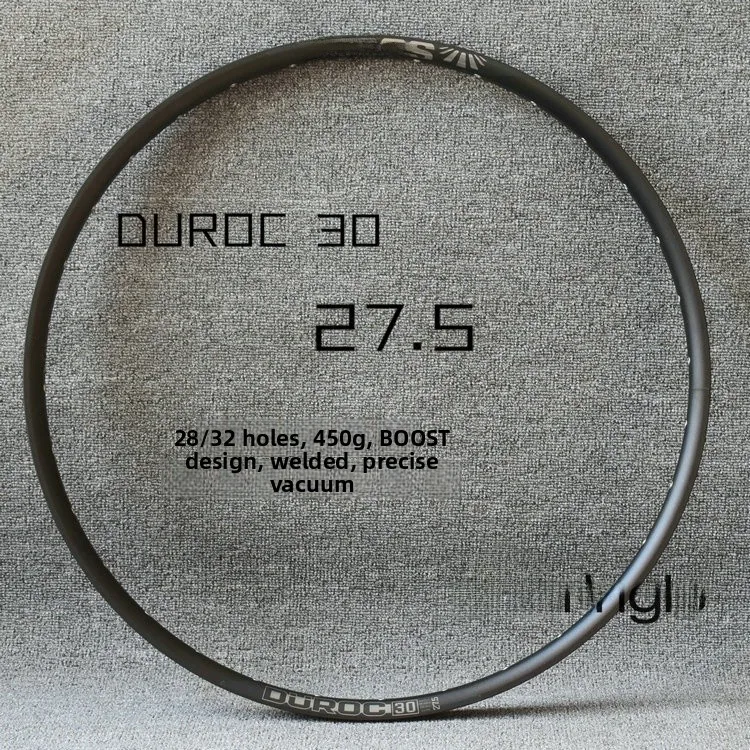 DUROC 30
27.5
28/32 holes, 450g, BOOST
design, welded, precise
vacuum
DUROC 30